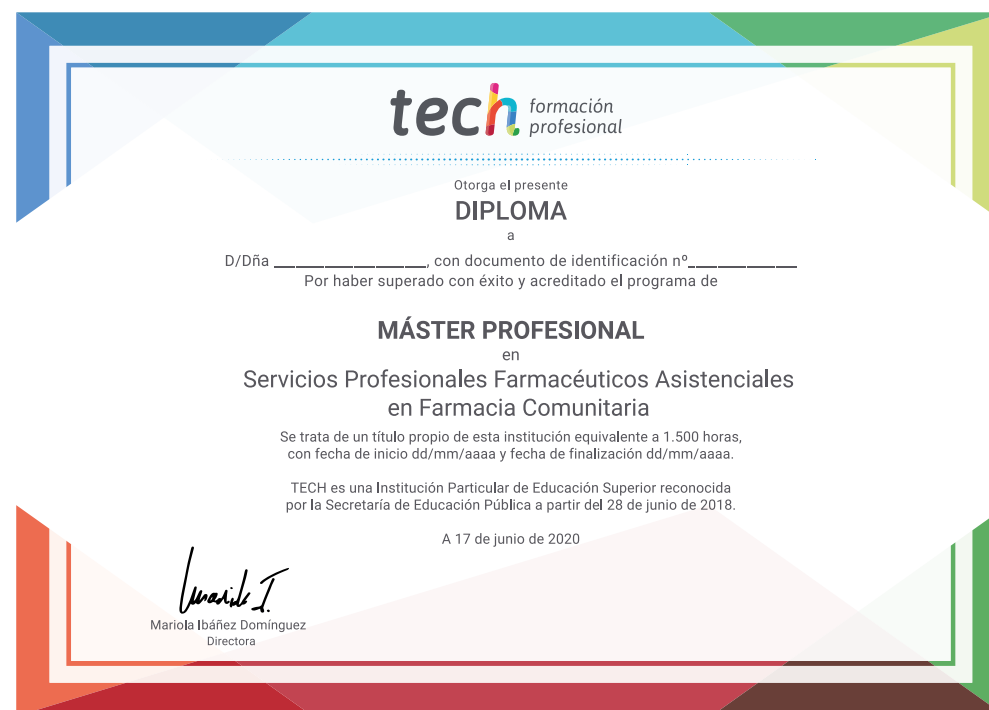 tech formación
profesional
Otorga el presente
DIPLOMA
a
D/Dña ____________________, con documento de identificación nº______________
Por haber superado con éxito y acreditado el programa de
MÁSTER PROFESIONAL
en
Servicios Profesionales Farmacéuticos Asistenciales
en Farmacia Comunitaria
Se trata de un título propio de esta institución equivalente a 1.500 horas,
con fecha de inicio dd/mm/aaaa y fecha de finalización dd/mm/aaaa.
TECH es una Institución Particular de Educación Superior reconocida
por la Secretaría de Educación Pública a partir del 28 de junio de 2018.
A 17 de junio de 2020
Mariola Ibáñez Domínguez
Directora